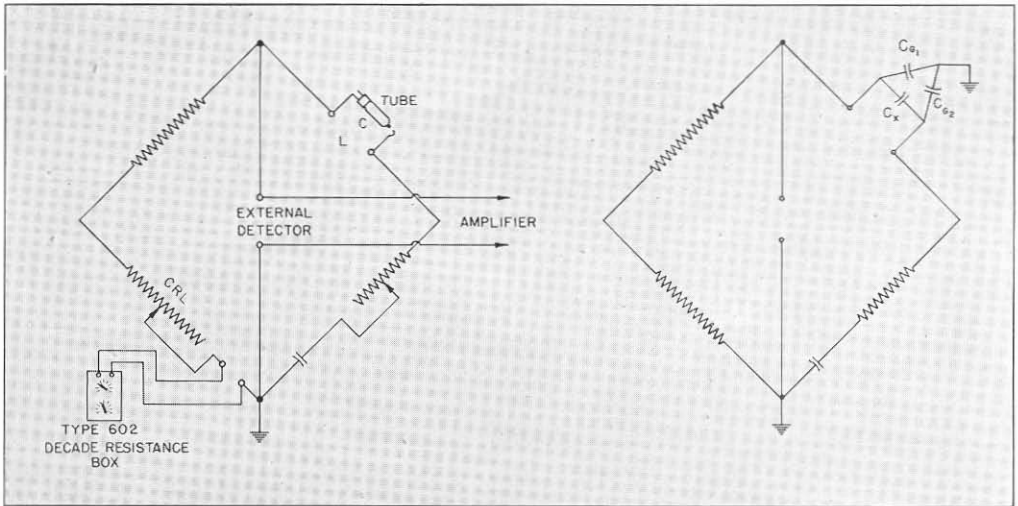 TUBE
C
L
EXTERNAL
DETECTOR
AMPLIFIER
CRL
TYPE 602
DECADE RESISTANCE
BOX
CG1
CX
CG2